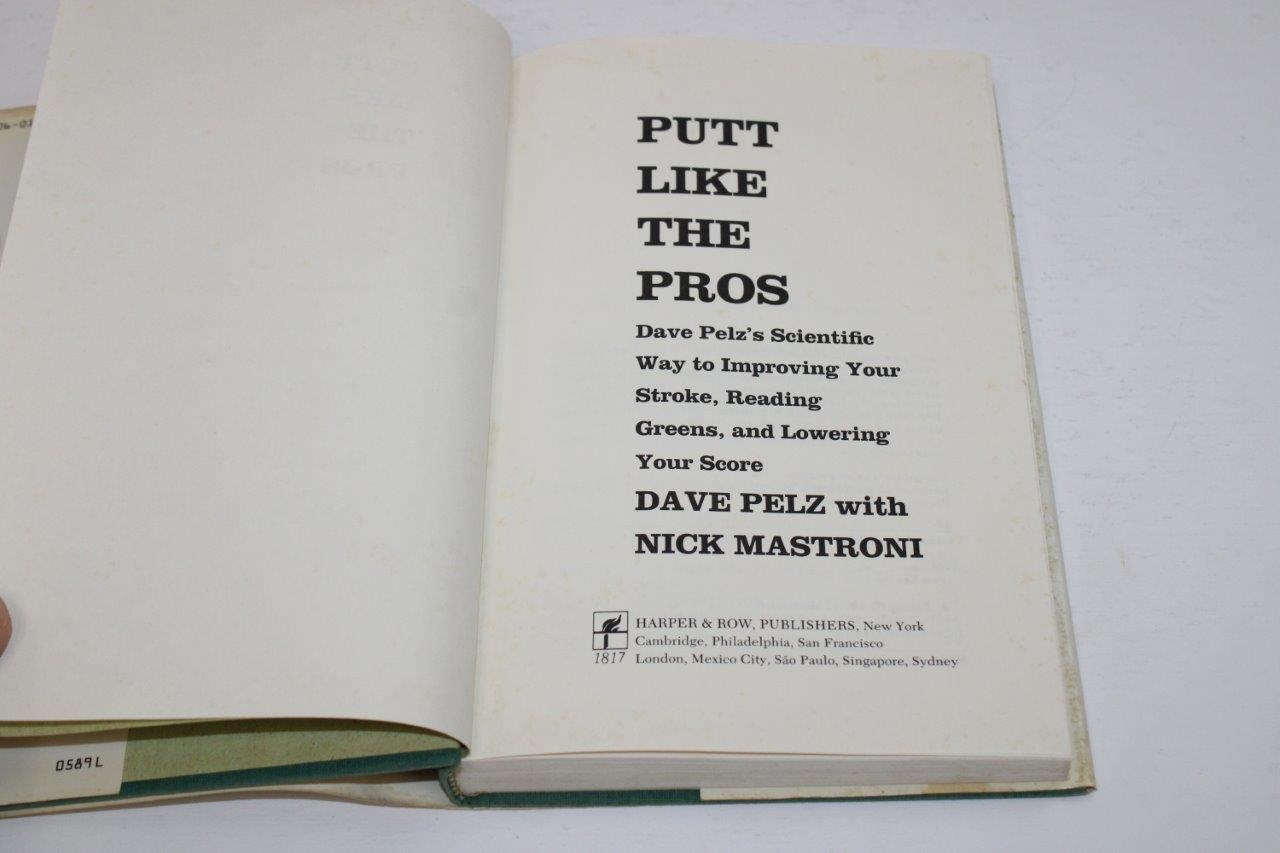 PUTT
LIKE
THE
PROS
Dave Pelz's Scientific
Way to Improving Your
Stroke, Reading
Greens, and Lowering
Your Score
DAVE PELZ with
NICK MASTRONI
HARPER & ROW, PUBLISHERS, New York
Cambridge, Philadelphia, San Francisco
1817 London, Mexico City, São Paulo, Singapore, Sydney
0589L